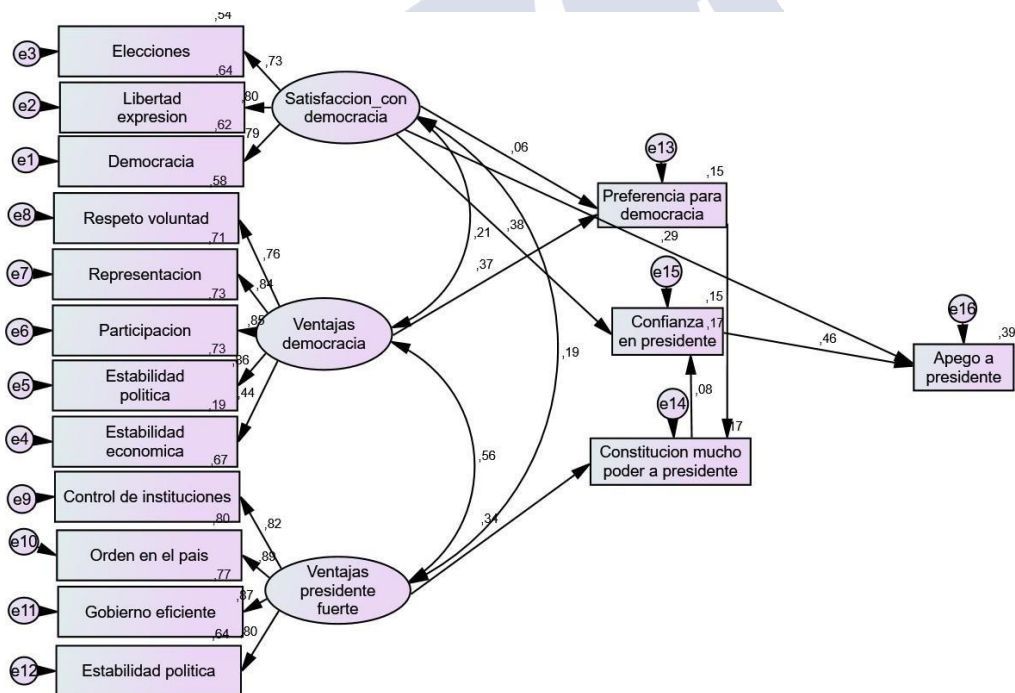 ,54
e3
Elecciones
,73
,64
e2
Libertad
expresion
,80
,62
e1
Democracia
,79
,58
Satisfaccion_con
democracia
e8
Respeto voluntad
,76
,71
e7
Representacion
,84
,73
e6
Participacion
,85
,73
e5
Estabilidad
politica
,86
,19
e4
Estabilidad
economica
,44
,67
Ventajas
democracia
e9
Control de instituciones
,82
,80
e10
Orden en el pais
,89
,77
e11
Gobierno eficiente
,87
,64
e12
Estabilidad politica
,80
Ventajas
presidente
fuerte
,06
,38
,21
,37
,29
,19
,56
,34
e13
,15
Preferencia para
democracia
e15
,15
Confianza
en presidente
,17
,46
,08
e14
,17
Constitucion mucho
poder a presidente
e16
,39
Apego a
presidente